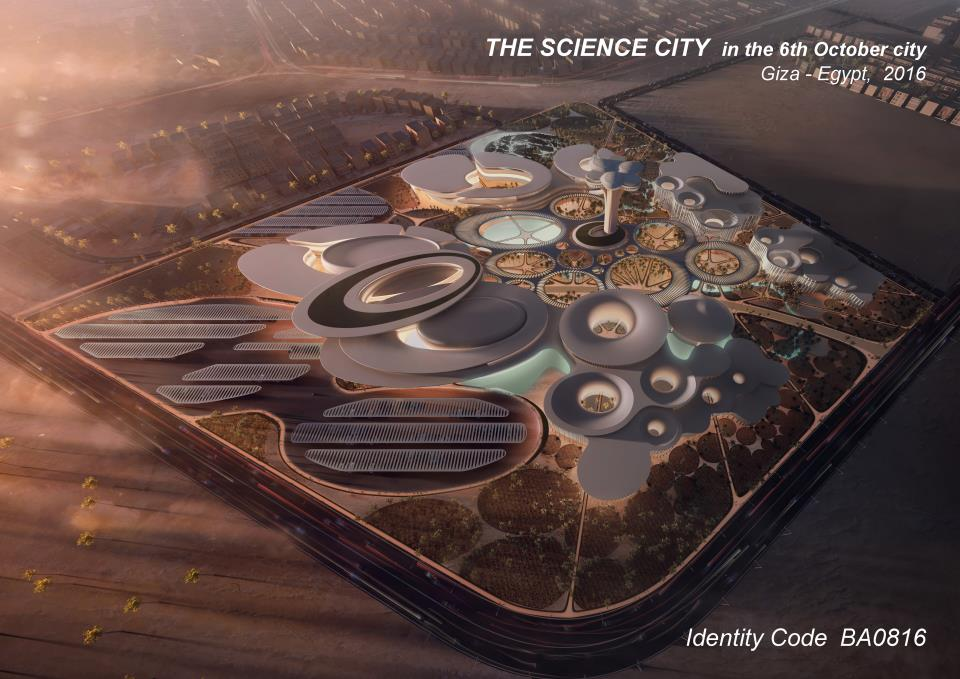 THE SCIENCE CITY in the 6th October city
Giza - Egypt, 2016
Identity Code BA0816